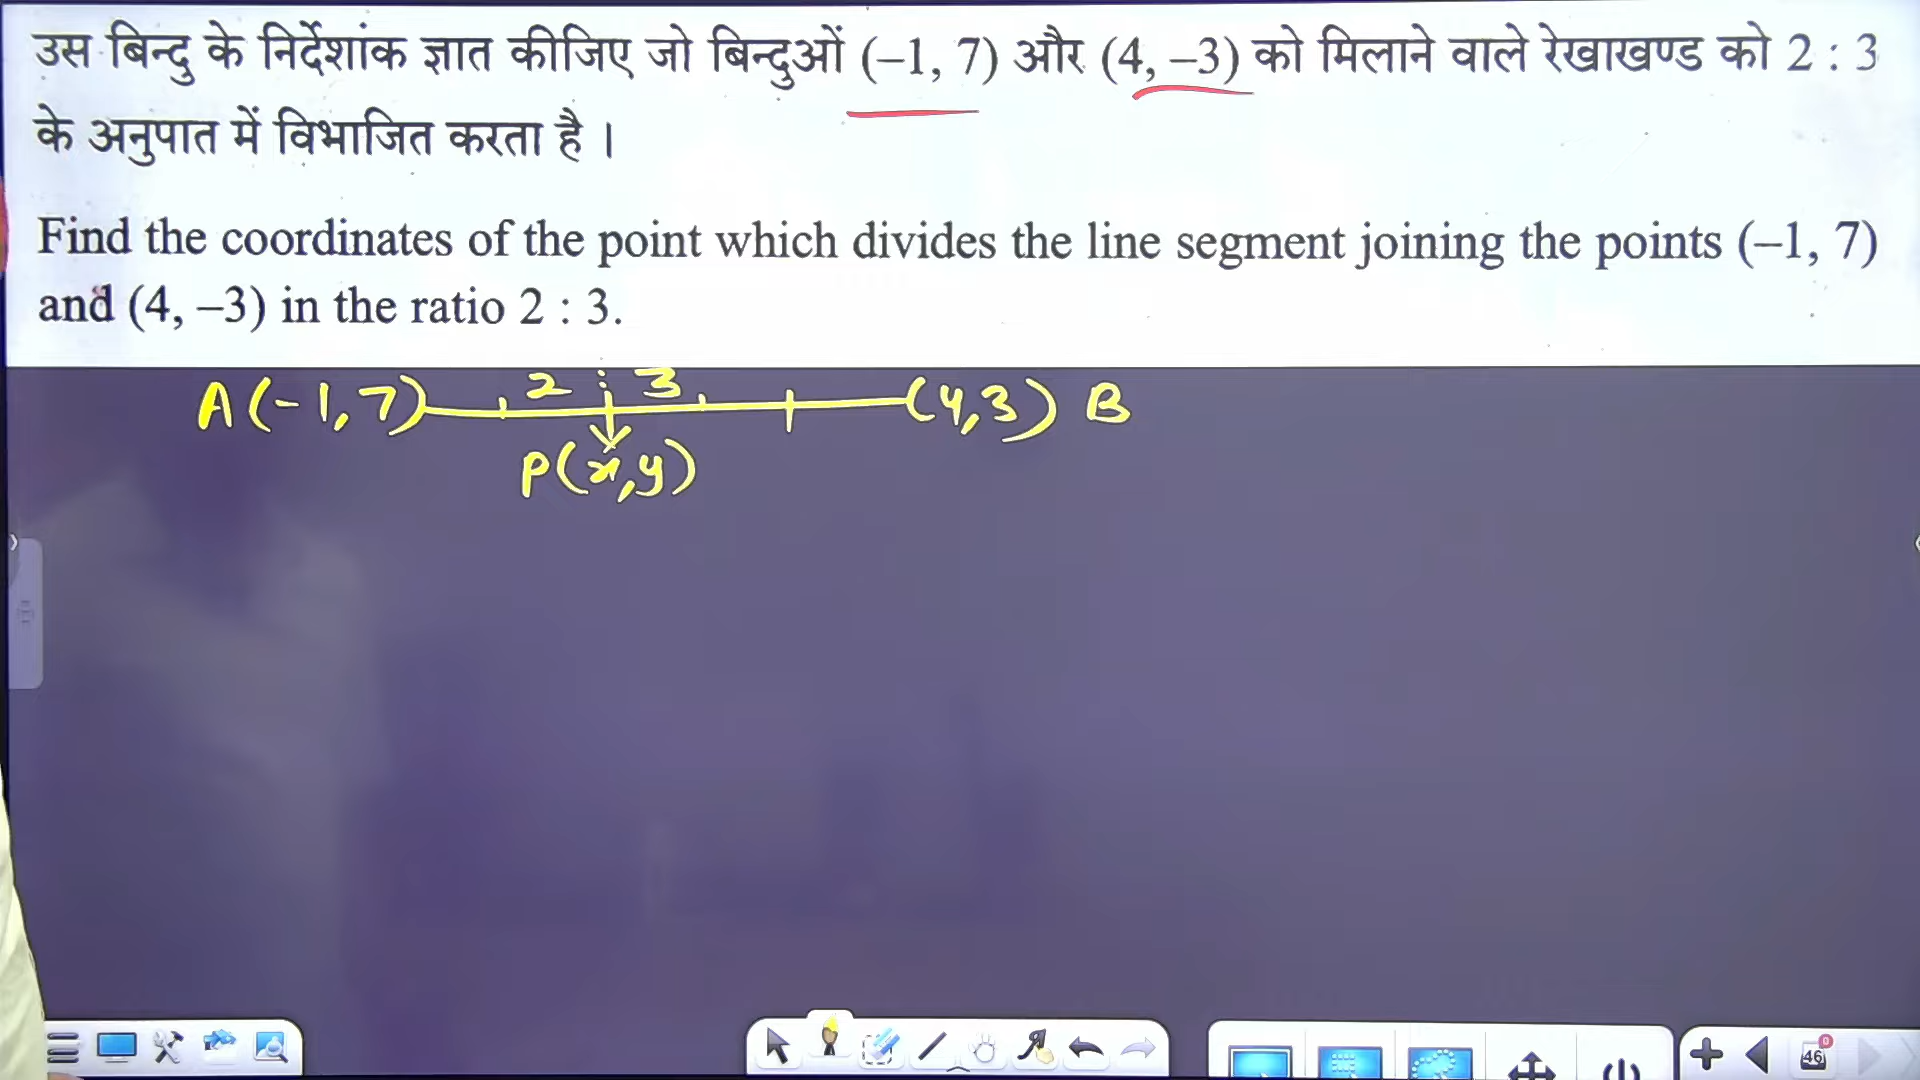 उस बिन्दु के निर्देशांक ज्ञात कीजिए जो बिन्दुओं (–1, 7) और (4, –3) को मिलाने वाले रेखाखण्ड को 2 : 3
के अनुपात में विभाजित करता है ।
Find the coordinates of the point which divides the line segment joining the points (–1, 7)
and (4, –3) in the ratio 2 : 3.
A(-1,7) 2 : 3 (4,3) B
P(x,y)
46
0